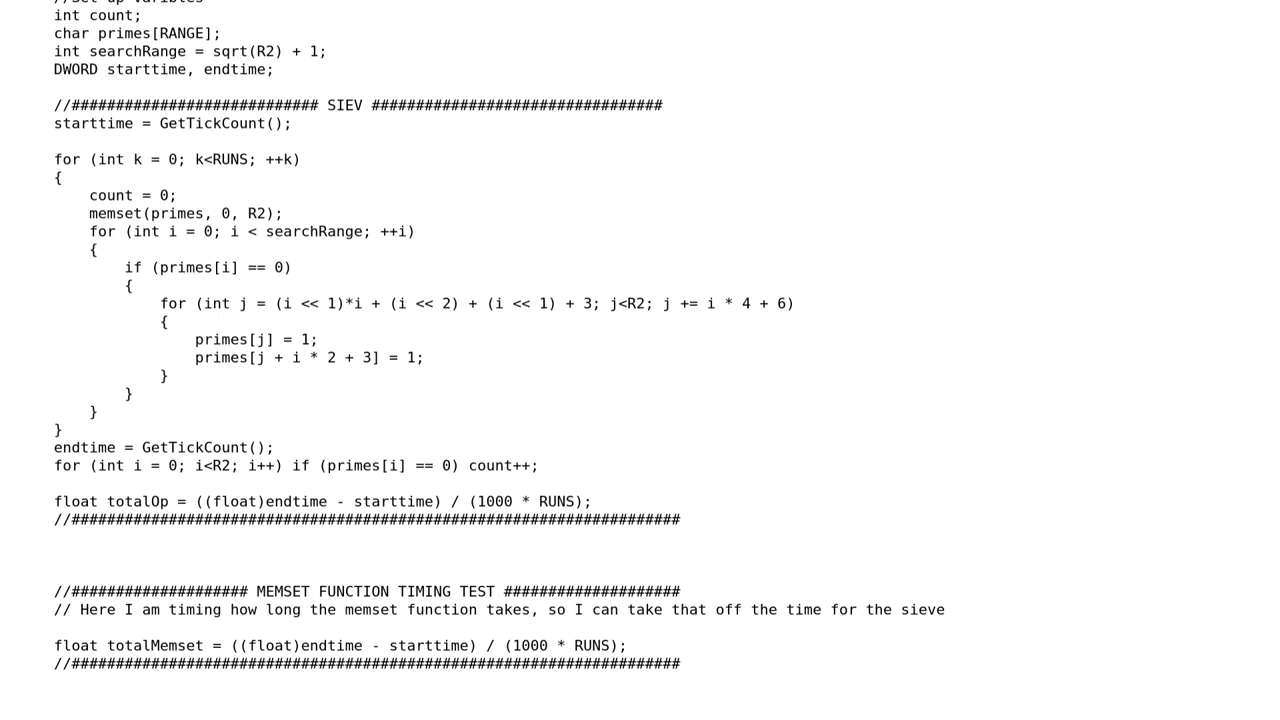 //Set up variables
int count;
char primes[RANGE];
int searchRange = sqrt(R2) + 1;
DWORD starttime, endtime;
//############################ SIEV #################################
starttime = GetTickCount();
for (int k = 0; k<RUNS; ++k)
{
count = 0;
memset(primes, 0, R2);
for (int i = 0; i < searchRange; ++i)
{
if (primes[i] == 0)
{
for (int j = (i << 1)*i + (i << 2) + (i << 1) + 3; j<R2; j += i * 4 + 6)
{
primes[j] = 1;
primes[j + i * 2 + 3] = 1;
}
}
}
}
endtime = GetTickCount();
for (int i = 0; i<R2; i++) if (primes[i] == 0) count++;
float totalOp = ((float)endtime - starttime) / (1000 * RUNS);
//#####################################################################
//#################### MEMSET FUNCTION TIMING TEST ####################
// Here I am timing how long the memset function takes, so I can take that off the time for the sieve
float totalMemset = ((float)endtime - starttime) / (1000 * RUNS);
//#####################################################################